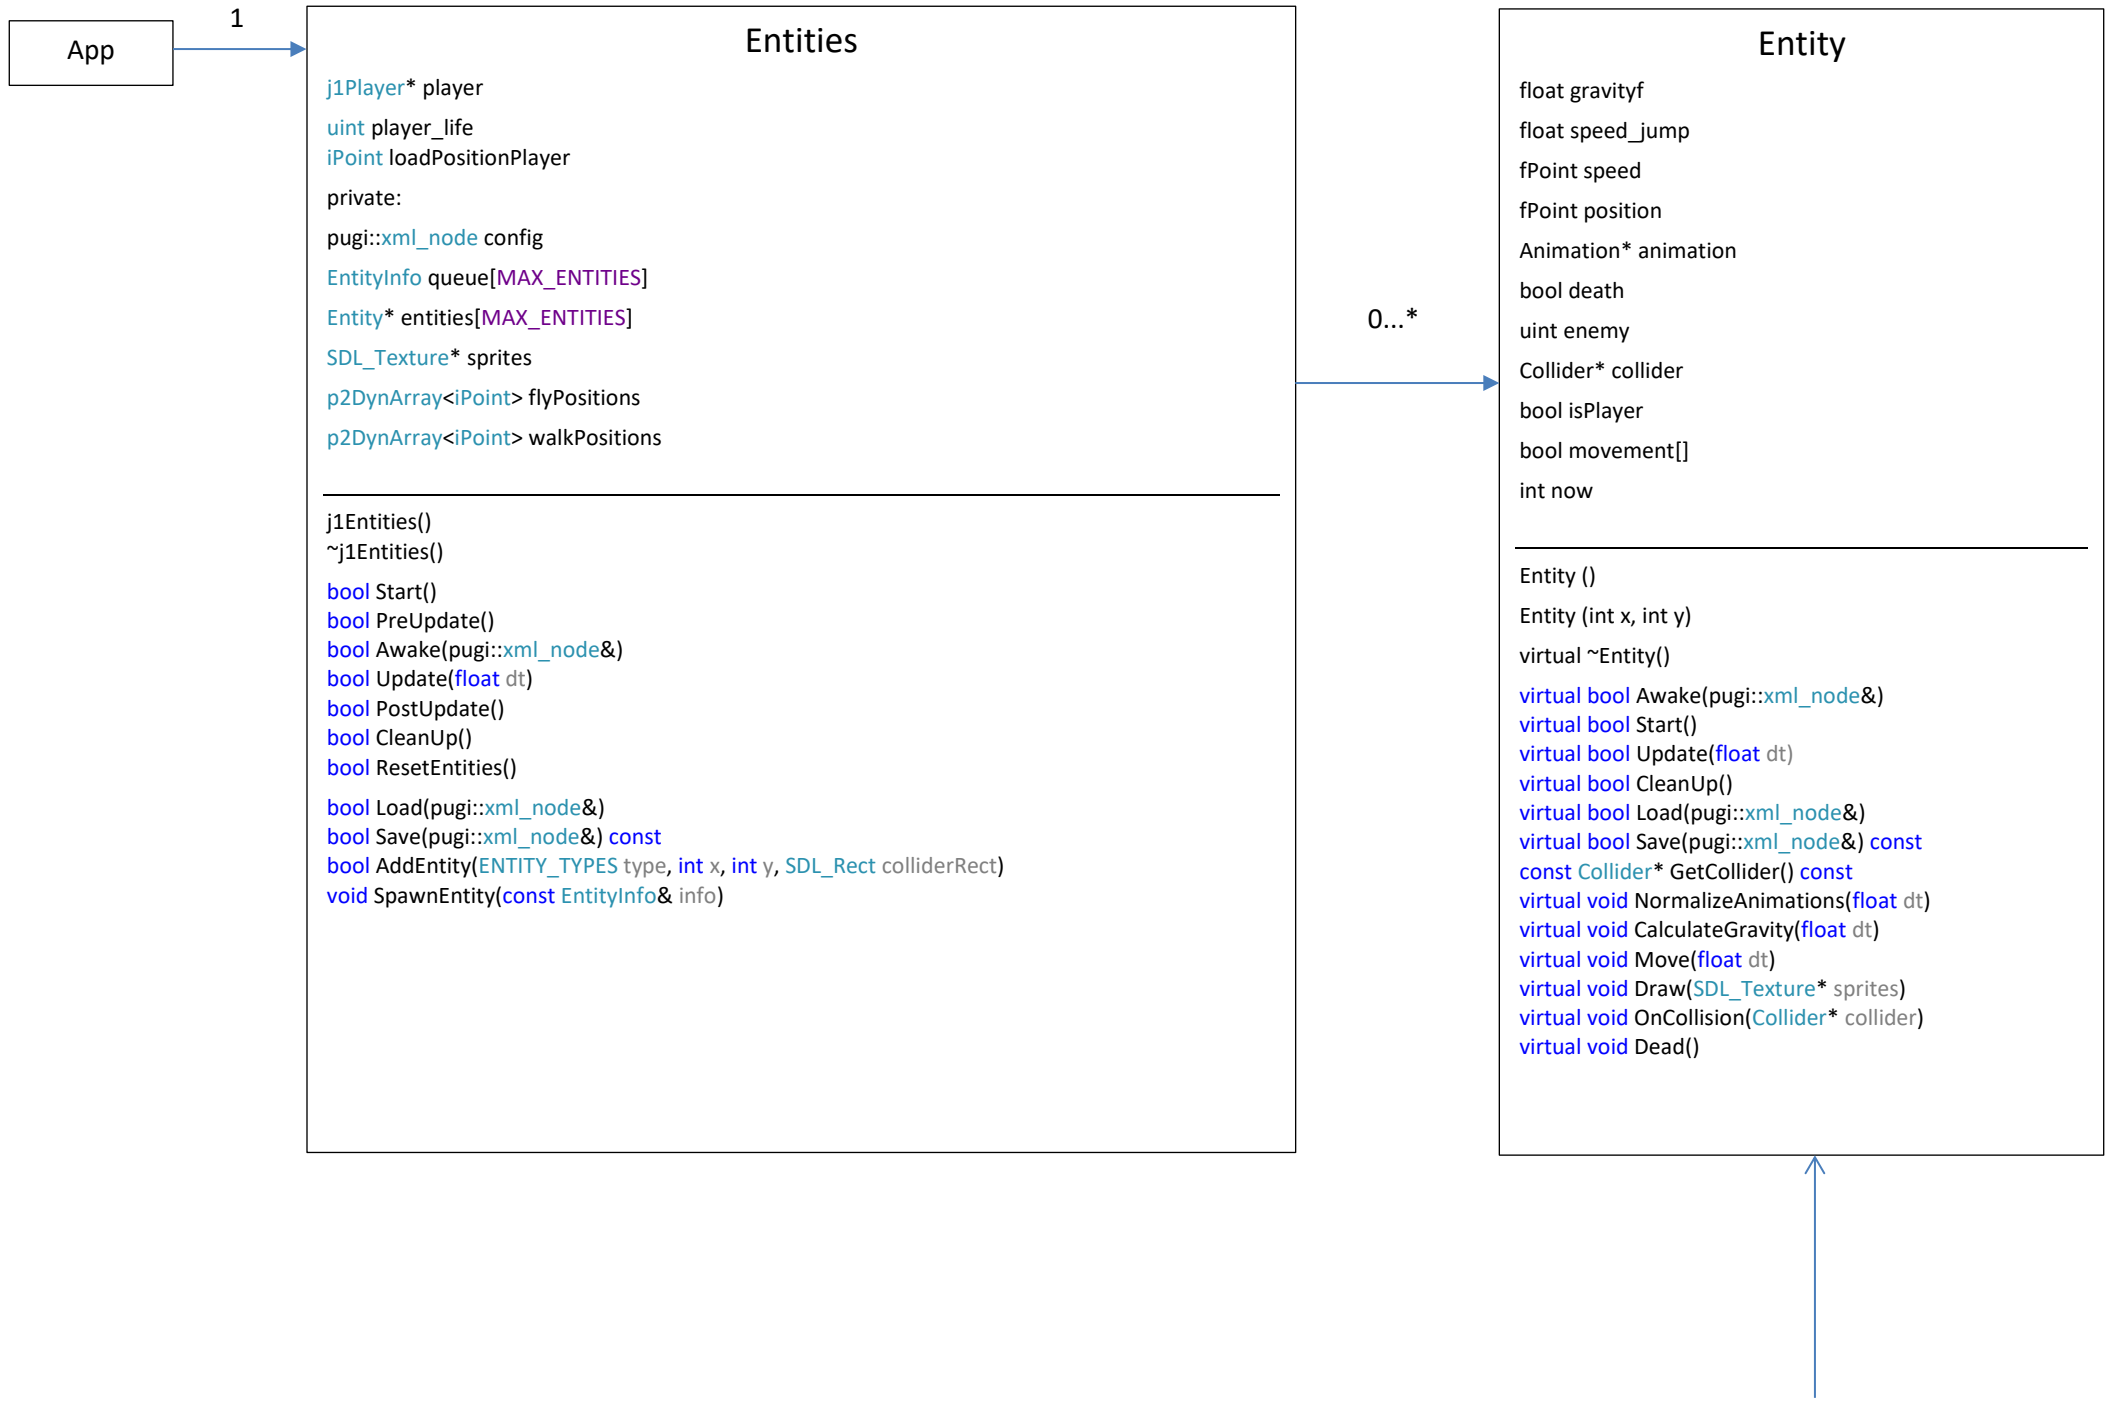 App
1
Entities
j1Player* player
uint player_life
iPoint loadPositionPlayer
private:
pugi::xml_node config
EntityInfo queue[MAX_ENTITIES]
Entity* entities[MAX_ENTITIES]
SDL_Texture* sprites
p2DynArray<iPoint> flyPositions
p2DynArray<iPoint> walkPositions
j1Entities()
~j1Entities()
bool Start()
bool PreUpdate()
bool Awake(pugi::xml_node&)
bool Update(float dt)
bool PostUpdate()
bool CleanUp()
bool ResetEntities()
bool Load(pugi::xml_node&)
bool Save(pugi::xml_node&) const
bool AddEntity(ENTITY_TYPES type, int x, int y, SDL_Rect colliderRect)
void SpawnEntity(const EntityInfo& info)
0...*
Entity
float gravityf
float speed_jump
fPoint speed
fPoint position
Animation* animation
bool death
uint enemy
Collider* collider
bool isPlayer
bool movement[]
int now
Entity ()
Entity (int x, int y)
virtual ~Entity()
virtual bool Awake(pugi::xml_node&)
virtual bool Start()
virtual bool Update(float dt)
virtual bool CleanUp()
virtual bool Load(pugi::xml_node&)
virtual bool Save(pugi::xml_node&) const
const Collider* GetCollider() const
virtual void NormalizeAnimations(float dt)
virtual void CalculateGravity(float dt)
virtual void Move(float dt)
virtual void Draw(SDL_Texture* sprites)
virtual void OnCollision(Collider* collider)
virtual void Dead()